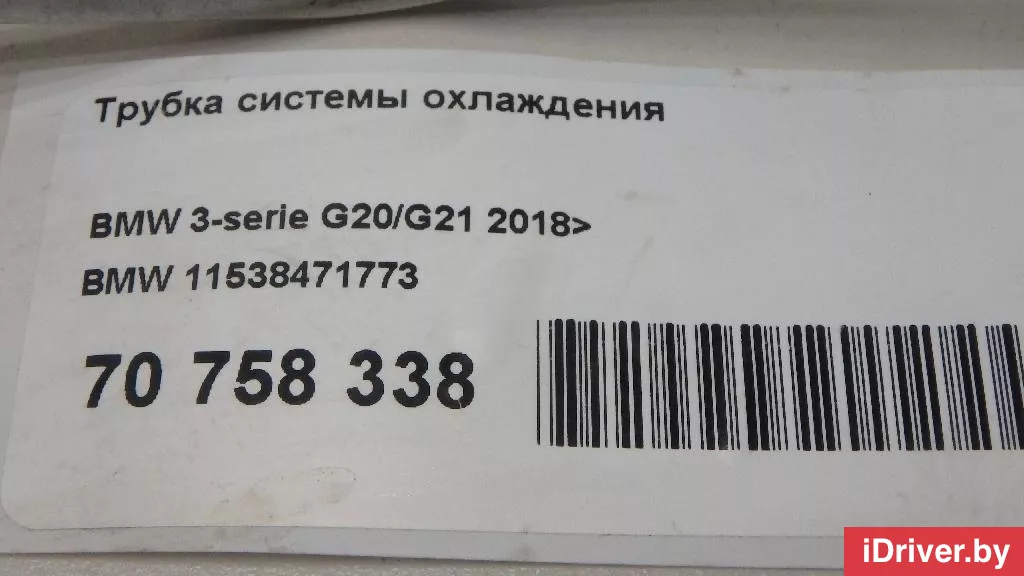 Трубка системы охлаждения
BMW 3-serie G20/G21 2018>
BMW 11538471773
70 758 338
iDriver.by